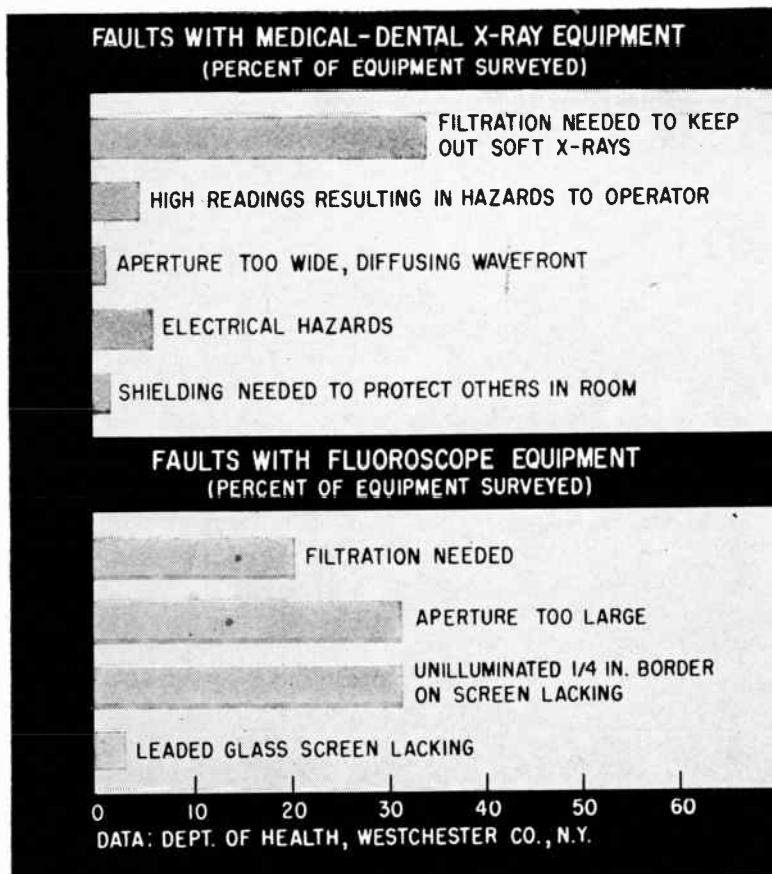 FAULTS WITH MEDICAL-DENTAL X-RAY EQUIPMENT
(PERCENT OF EQUIPMENT SURVEYED)
FILTRATION NEEDED TO KEEP
OUT SOFT X-RAYS
HIGH READINGS RESULTING IN HAZARDS TO OPERATOR
APERTURE TOO WIDE, DIFFUSING WAVEFRONT
ELECTRICAL HAZARDS
SHIELDING NEEDED TO PROTECT OTHERS IN ROOM
FAULTS WITH FLUOROSCOPE EQUIPMENT
(PERCENT OF EQUIPMENT SURVEYED)
FILTRATION NEEDED
APERTURE TOO LARGE
UNILLUMINATED 1/4 IN. BORDER
ON SCREEN LACKING
LEADED GLASS SCREEN LACKING
0 10 20 30 40 50 60
DATA: DEPT. OF HEALTH, WESTCHESTER CO., N.Y.